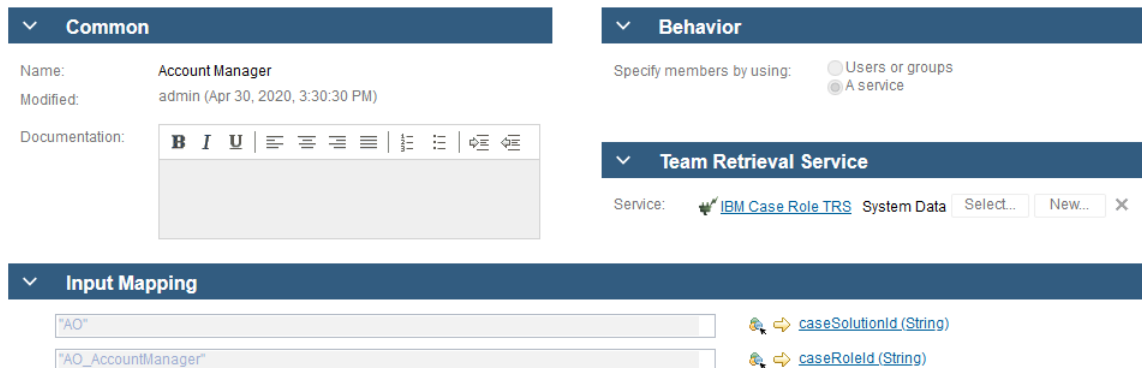 Common
Name: Account Manager
Modified: admin (Apr 30, 2020, 3:30:30 PM)
Documentation:
B I U
Behavior
Specify members by using: Users or groups
A service
Team Retrieval Service
Service: IBM Case Role TRS System Data Select... New...
Input Mapping
"AO" caseSolutionId (String)
"AO_AccountManager" caseRoleId (String)